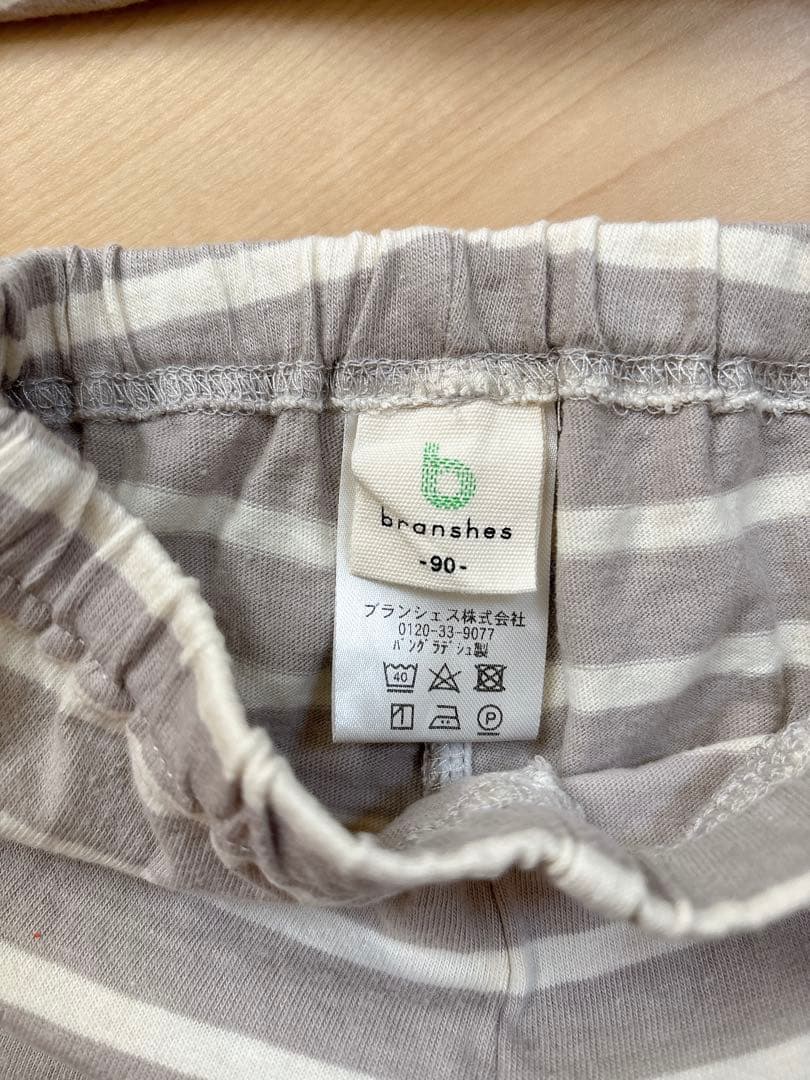 b
branshes
-90-
ブランシェス株式会社
0120-33-9077
バングラデシュ製
40
P